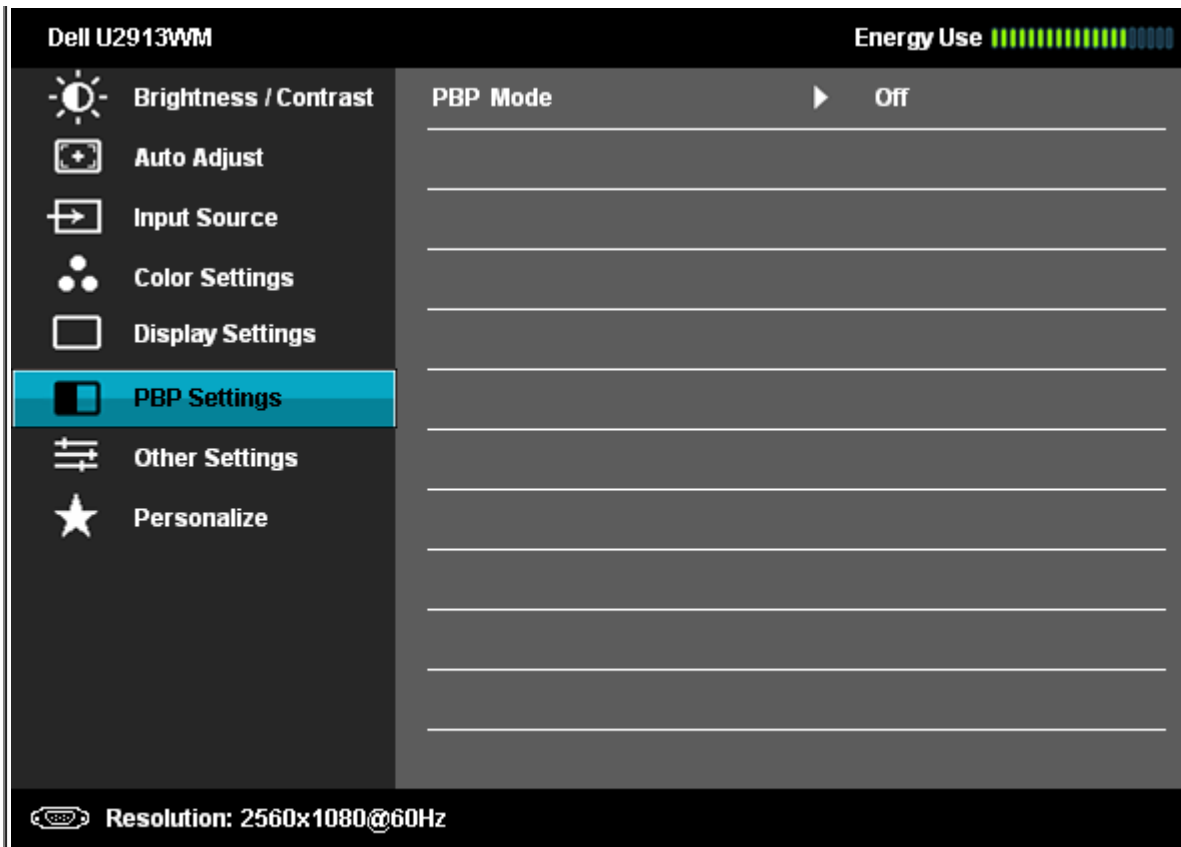 Dell U2913WM Energy Use
Brightness / Contrast PBP Mode Off
Auto Adjust
Input Source
Color Settings
Display Settings
PBP Settings
Other Settings
Personalize
Resolution: 2560x1080@60Hz